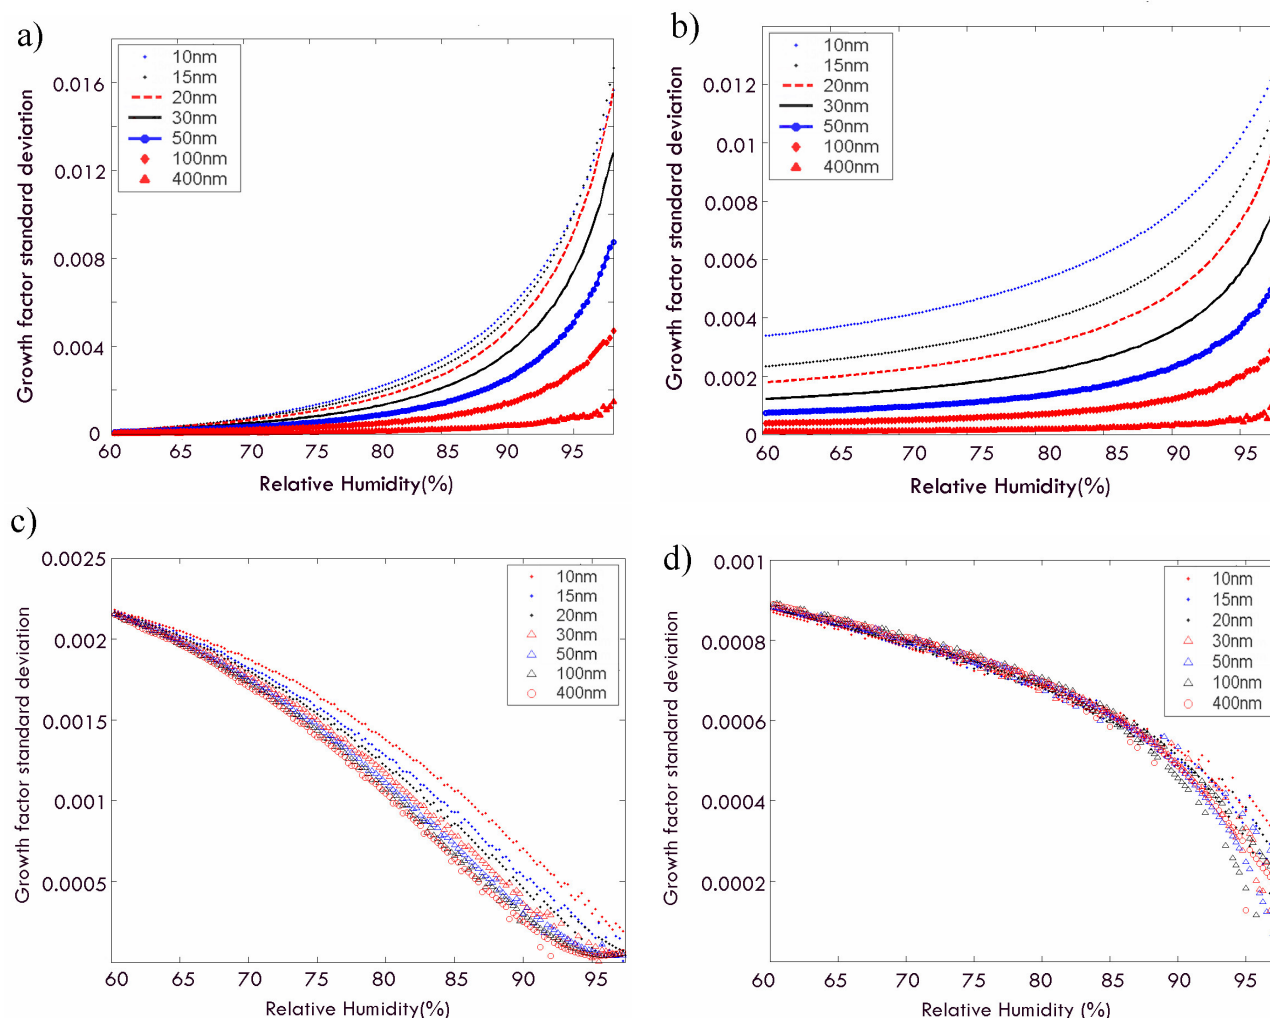 a)
10nm
15nm
20nm
30nm
50nm
100nm
400nm
0.016
0.012
0.008
0.004
0
60 65 70 75 80 85 90 95
Growth factor standard deviation
Relative Humidity(%)
b)
10nm
15nm
20nm
30nm
50nm
100nm
400nm
0.012
0.01
0.008
0.006
0.004
0.002
0
60 65 70 75 80 85 90 95
Growth factor standard deviation
Relative Humidity(%)
c)
10nm
15nm
20nm
30nm
50nm
100nm
400nm
0.0025
0.002
0.0015
0.001
0.0005
60 65 70 75 80 85 90 95
Growth factor standard deviation
Relative Humidity(%)
d)
10nm
15nm
20nm
30nm
50nm
100nm
400nm
0.001
0.0008
0.0006
0.0004
0.0002
60 65 70 75 80 85 90 95
Growth factor standard deviation
Relative Humidity (%)